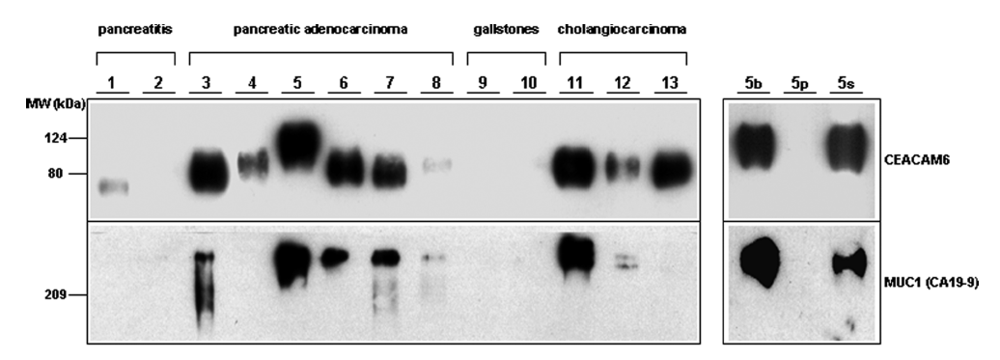 pancreatitis pancreatic adenocarcinoma gallstones cholangiocarcinoma
1 2 3 4 5 6 7 8 9 10 11 12 13 5b 5p 5s
MW (kDa)
124
80
CEACAM6
209
MUC1 (CA19-9)